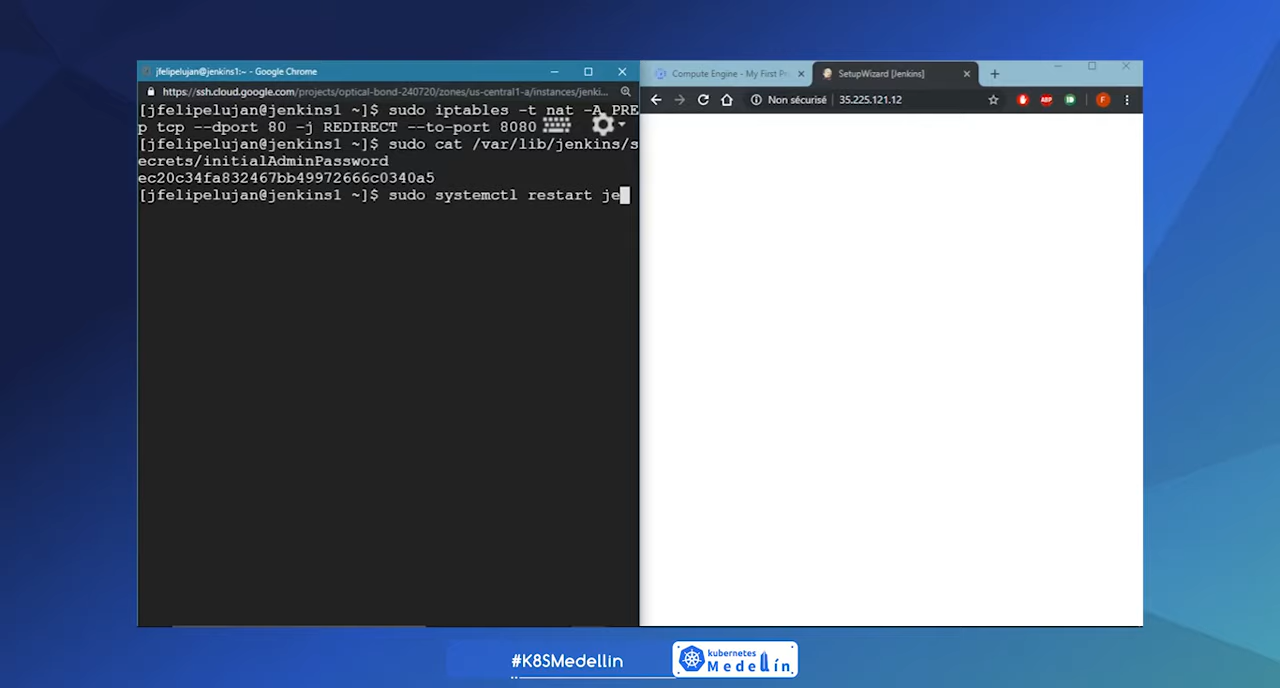 jfelipelujan@jenkins1:~ - Google Chrome
https://ssh.cloud.google.com/projects/optical-bond-240720/zones/us-central1-a/instances/jenki...
[jfelipelujan@jenkins1 ~]$ sudo iptables -t nat -A PRE
p tcp --dport 80 -j REDIRECT --to-port 8080
[jfelipelujan@jenkins1 ~]$ sudo cat /var/lib/jenkins/s
ecrets/initialAdminPassword
ec20c34fa832467bb49972666c0340a5
[jfelipelujan@jenkins1 ~]$ sudo systemctl restart je
Compute Engine - My First Pr
SetupWizard [Jenkins]
Non sécurisé
35.225.121.12
ABP
F
#K8SMedellin
kubernetes
Medellín